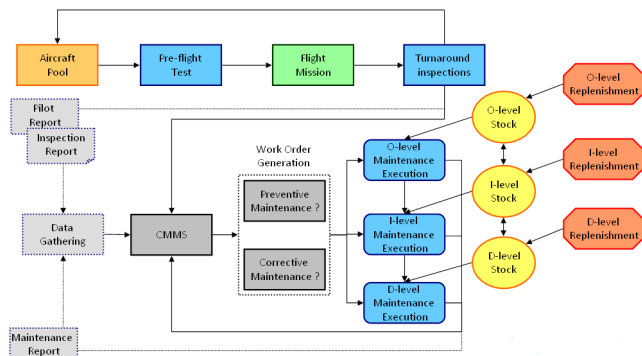 Aircraft
Pool
Pre-flight
Test
Flight
Mission
Turnaround
inspections
O-level
Replenishment
Pilot
Report
Inspection
Report
O-level
Stock
Work Order
Generation
O-level
Maintenance
Execution
I-level
Replenishment
Preventive
Maintenance ?
I-level
Stock
Data
Gathering
CMMS
I-level
Maintenance
Execution
D-level
Replenishment
Corrective
Maintenance ?
D-level
Stock
D-level
Maintenance
Execution
Maintenance
Report